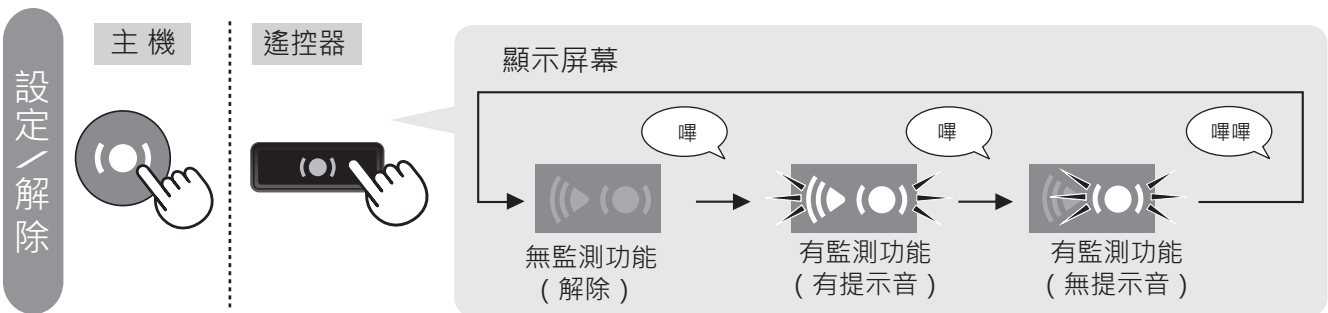 設定/解除
主機
遙控器
顯示屏幕
嗶
嗶
嗶嗶
無監測功能
(解除)
有監測功能
(有提示音)
有監測功能
(無提示音)